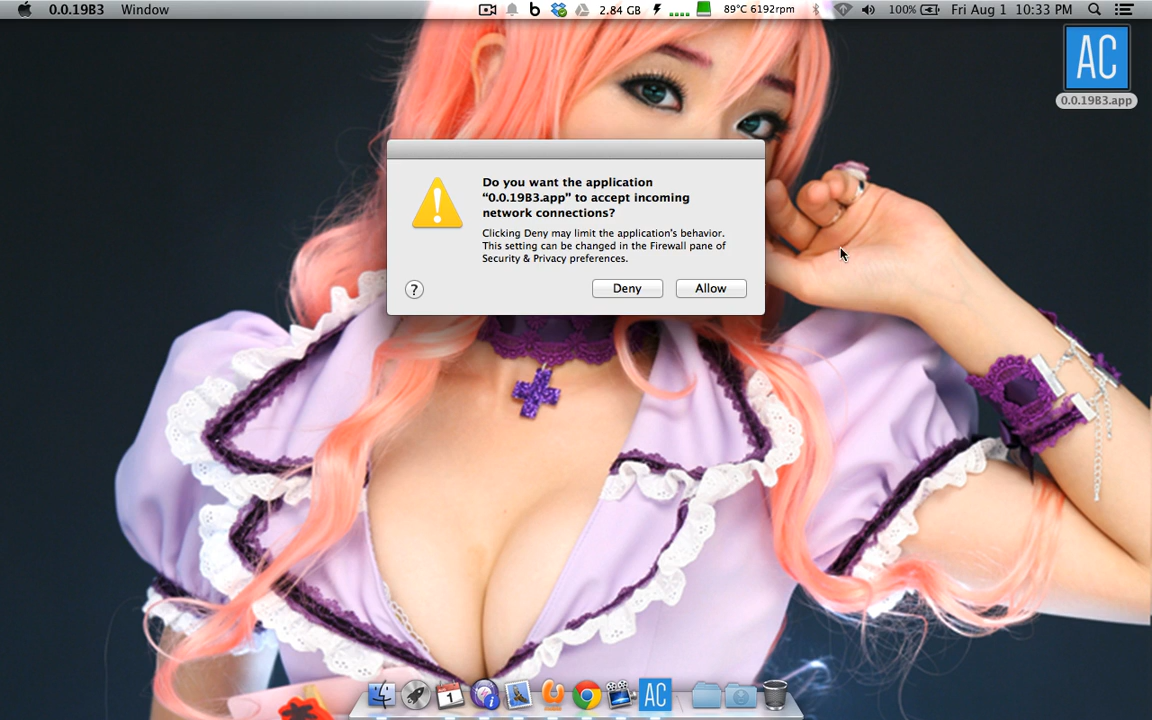 0.0.19B3 Window 2.84 GB 89°C 6192rpm 100% Fri Aug 1 10:33 PM
AC
0.0.19B3.app
Do you want the application
“0.0.19B3.app” to accept incoming
network connections?
Clicking Deny may limit the application’s behavior.
This setting can be changed in the Firewall pane of
Security & Privacy preferences.
? Deny Allow
1 AC